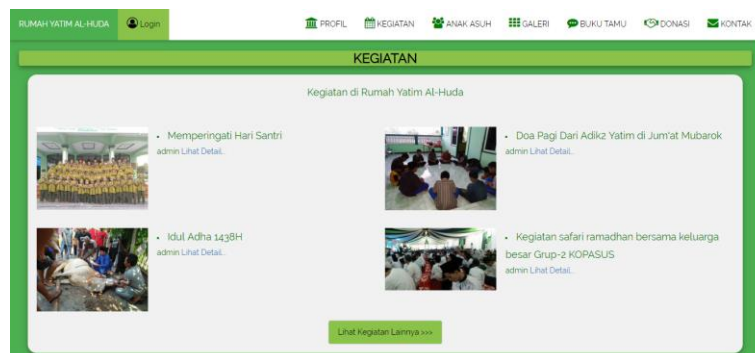 RUMAH YATIM AL-HUDA Login PROFIL KEGIATAN ANAK ASUH GALERI BUKU TAMU DONASI KONTAK
KEGIATAN
Kegiatan di Rumah Yatim Al-Huda
• Memperingati Hari Santri
admin Lihat Detail..
• Doa Pagi Dari Adik2 Yatim di Jum'at Mubarok
admin Lihat Detail..
• Idul Adha 1438H
admin Lihat Detail..
• Kegiatan safari ramadhan bersama keluarga
besar Grup-2 KOPASUS
admin Lihat Detail..
Lihat Kegiatan Lainnya >>>